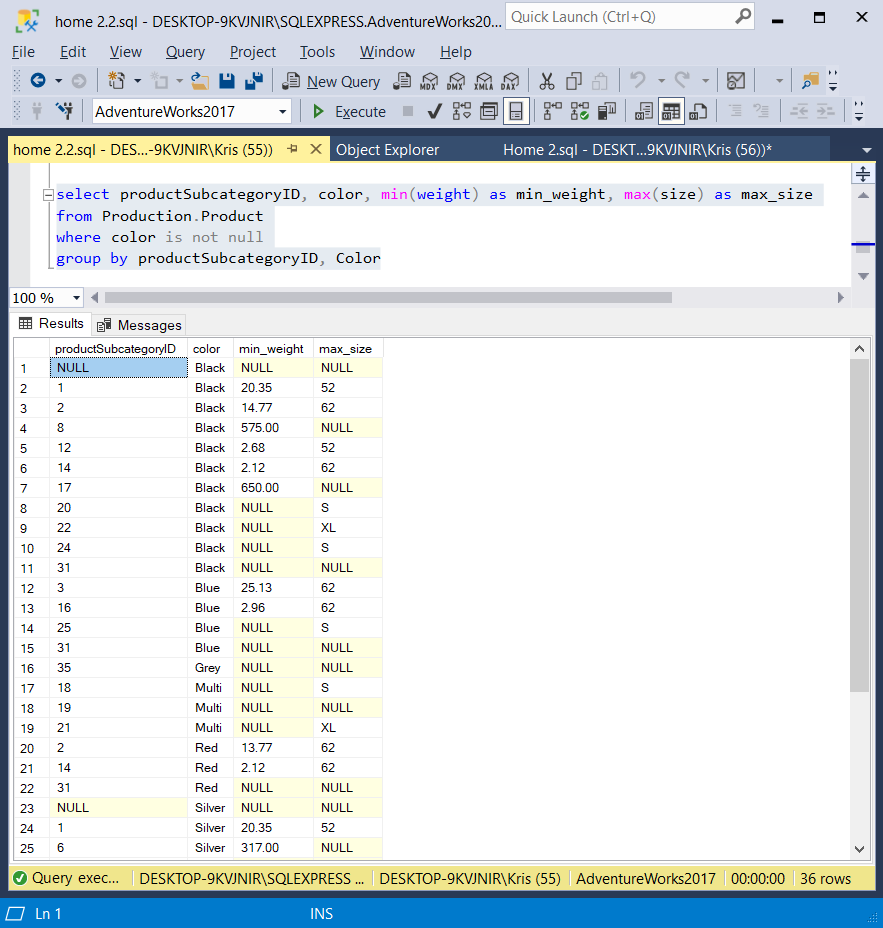 home 2.2.sql - DESKTOP-9KVJNIR\SQLEXPRESS.AdventureWorks20...
Quick Launch (Ctrl+Q)
File Edit View Query Project Tools Window Help
New Query MDX DMX XMLA DAX
AdventureWorks2017 Execute
home 2.2.sql - DES...-9KVJNIR\Kris (55)) Object Explorer Home 2.sql - DESKT...9KVJNIR\Kris (56))*
select productSubcategoryID, color, min(weight) as min_weight, max(size) as max_size
from Production.Product
where color is not null
group by productSubcategoryID, Color
100 %
Results Messages
productSubcategoryID color min_weight max_size
1 NULL Black NULL NULL
2 1 Black 20.35 52
3 2 Black 14.77 62
4 8 Black 575.00 NULL
5 12 Black 2.68 52
6 14 Black 2.12 62
7 17 Black 650.00 NULL
8 20 Black NULL S
9 22 Black NULL XL
10 24 Black NULL S
11 31 Black NULL NULL
12 3 Blue 25.13 62
13 16 Blue 2.96 62
14 25 Blue NULL S
15 31 Blue NULL NULL
16 35 Grey NULL NULL
17 18 Multi NULL S
18 19 Multi NULL NULL
19 21 Multi NULL XL
20 2 Red 13.77 62
21 14 Red 2.12 62
22 31 Red NULL NULL
23 NULL Silver NULL NULL
24 1 Silver 20.35 52
25 6 Silver 317.00 NULL
Query exec... DESKTOP-9KVJNIR\SQLEXPRESS ... DESKTOP-9KVJNIR\Kris (55) AdventureWorks2017 00:00:00 36 rows
Ln 1 INS